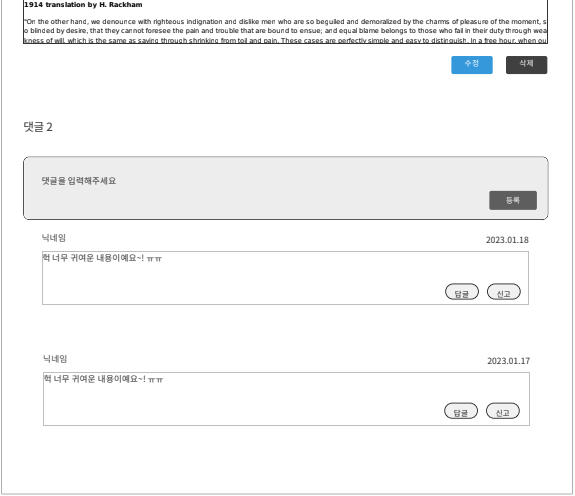 1914 translation by H. Rackham
"On the other hand, we denounce with righteous indignation and dislike men who are so beguiled and demoralized by the charms of pleasure of the moment, s
o blinded by desire, that they cannot foresee the pain and trouble that are bound to ensue; and equal blame belongs to those who fail in their duty through wea
kness of will, which is the same as saying through shrinking from toil and pain. These cases are perfectly simple and easy to distinguish. In a free hour, when ou
수정 삭제
댓글 2
댓글을 입력해주세요
등록
닉네임 2023.01.18
헉 너무 귀여운 내용이예요~! ㅠㅠ
답글 신고
닉네임 2023.01.17
헉 너무 귀여운 내용이예요~! ㅠㅠ
답글 신고